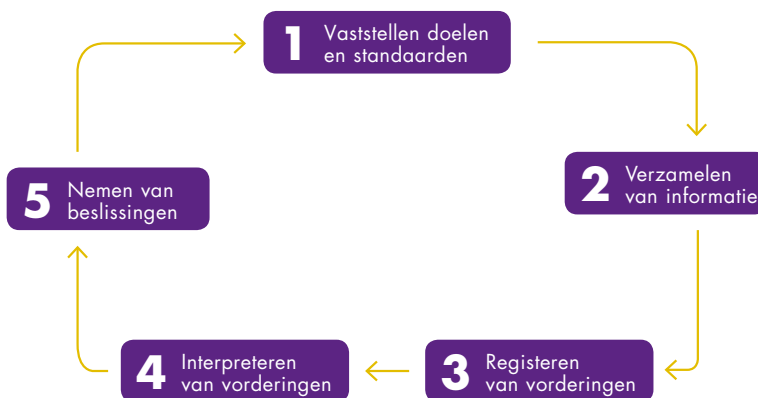 1 Vaststellen doelen
en standaarden
2 Verzamelen
van informatie
3 Registeren
van vorderingen
4 Interpreteren
van vorderingen
5 Nemen van
beslissingen